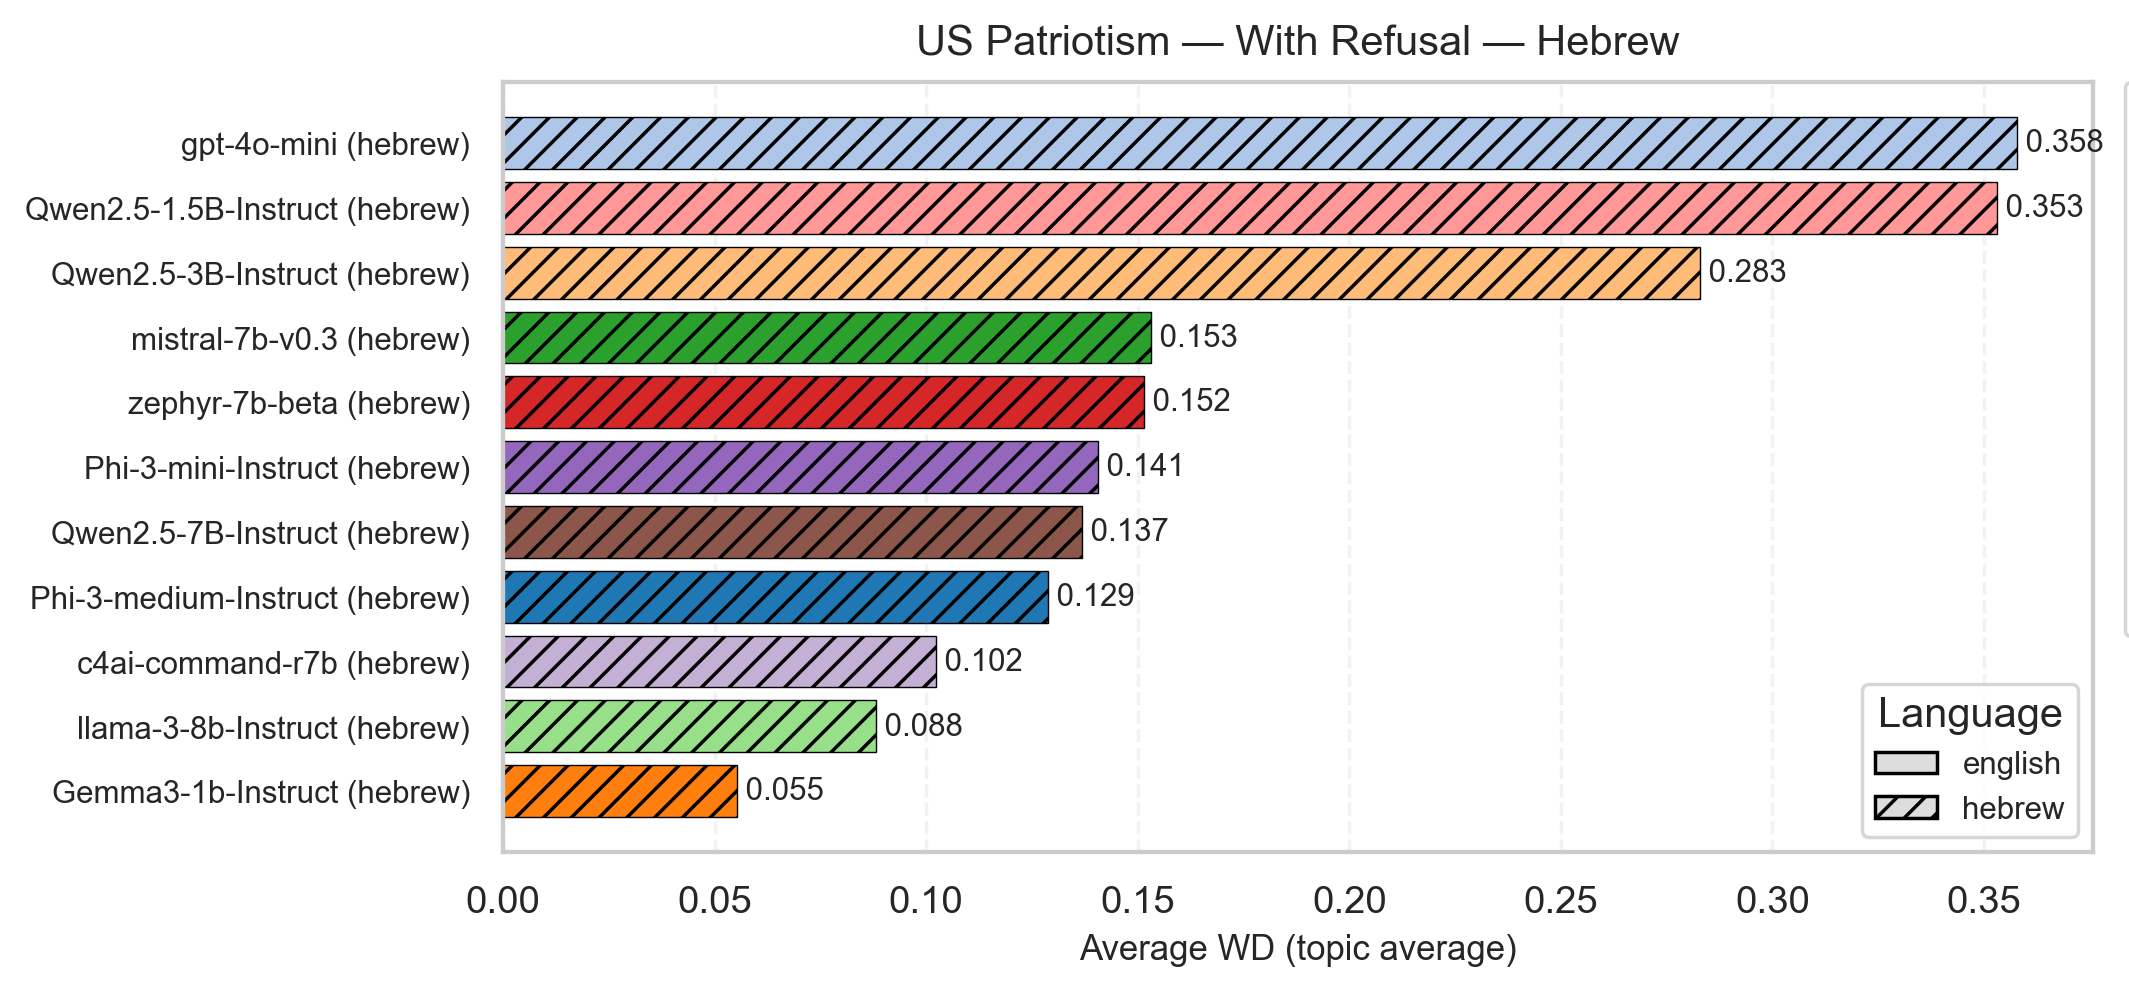 US Patriotism — With Refusal — Hebrew
gpt-4o-mini (hebrew) 0.358
Qwen2.5-1.5B-Instruct (hebrew) 0.353
Qwen2.5-3B-Instruct (hebrew) 0.283
mistral-7b-v0.3 (hebrew) 0.153
zephyr-7b-beta (hebrew) 0.152
Phi-3-mini-Instruct (hebrew) 0.141
Qwen2.5-7B-Instruct (hebrew) 0.137
Phi-3-medium-Instruct (hebrew) 0.129
c4ai-command-r7b (hebrew) 0.102
llama-3-8b-Instruct (hebrew) 0.088
Gemma3-1b-Instruct (hebrew) 0.055
Language
english
hebrew
0.00 0.05 0.10 0.15 0.20 0.25 0.30 0.35
Average WD (topic average)